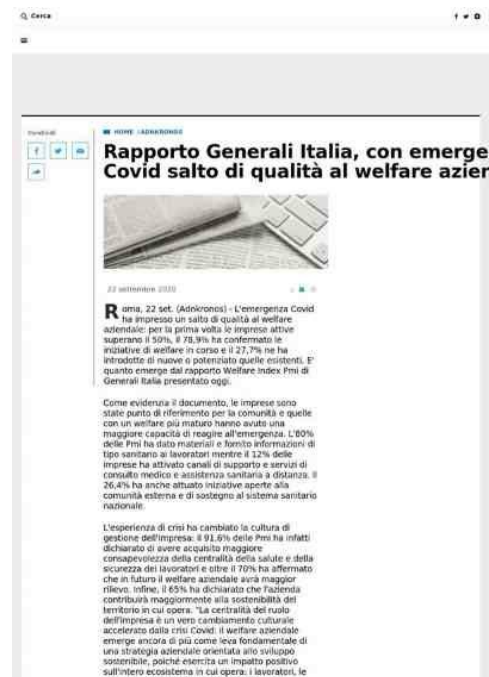 Cerca
Condividi
HOME › ADNKRONOS
Rapporto Generali Italia, con emerge
Covid salto di qualità al welfare azien
22 settembre 2020
Roma, 22 set. (Adnkronos) - L'emergenza Covid
ha impresso un salto di qualità al welfare
aziendale: per la prima volta le imprese attive
superano il 50%, il 78,9% ha confermato le
iniziative di welfare in corso e il 27,7% ne ha
introdotte di nuove o potenziato quelle esistenti. E'
quanto emerge dal rapporto Welfare Index Pmi di
Generali Italia presentato oggi.
Come evidenzia il documento, le imprese sono
state punto di riferimento per la comunità e quelle
con un welfare più maturo hanno avuto una
maggiore capacità di reagire all'emergenza. L'80%
delle Pmi ha dato materiali e fornito informazioni di
tipo sanitario ai lavoratori mentre il 12% delle
imprese ha attivato canali di supporto e servizi di
consulto medico e assistenza sanitaria a distanza. Il
26,4% ha anche attuato iniziative aperte alla
comunità esterna e di sostegno al sistema sanitario
nazionale.
L'esperienza di crisi ha cambiato la cultura di
gestione dell'impresa: il 91,6% delle Pmi ha infatti
dichiarato di avere acquisito maggiore
consapevolezza della centralità della salute e della
sicurezza dei lavoratori e oltre il 70% ha affermato
che in futuro il welfare aziendale avrà maggior
rilievo. Infine, il 65% ha dichiarato che l'azienda
contribuirà maggiormente alla sostenibilità del
territorio in cui opera. "La centralità del ruolo
dell'impresa è un vero cambiamento culturale
accelerato dalla crisi Covid: il welfare aziendale
emerge ancora di più come leva fondamentale di
una strategia aziendale orientata allo sviluppo
sostenibile, poiché esercita un impatto positivo
sull'intero ecosistema in cui opera: i lavoratori, le